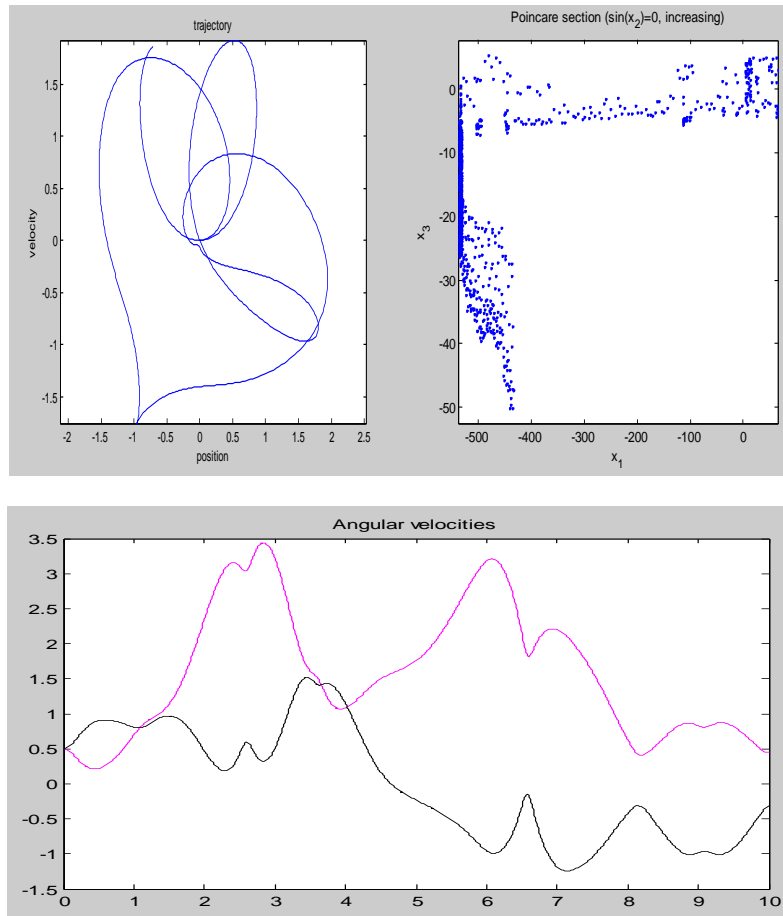 trajectory
1.5
1
0.5
0
-0.5
-1
-1.5
velocity
-2 -1.5 -1 -0.5 0 0.5 1 1.5 2 2.5
position
Poincare section (sin(x2)=0, increasing)
0
-10
-20
-30
-40
-50
x3
-500 -400 -300 -200 -100 0
x1
Angular velocities
3.5
3
2.5
2
1.5
1
0.5
0
-0.5
-1
-1.5
0 1 2 3 4 5 6 7 8 9 10